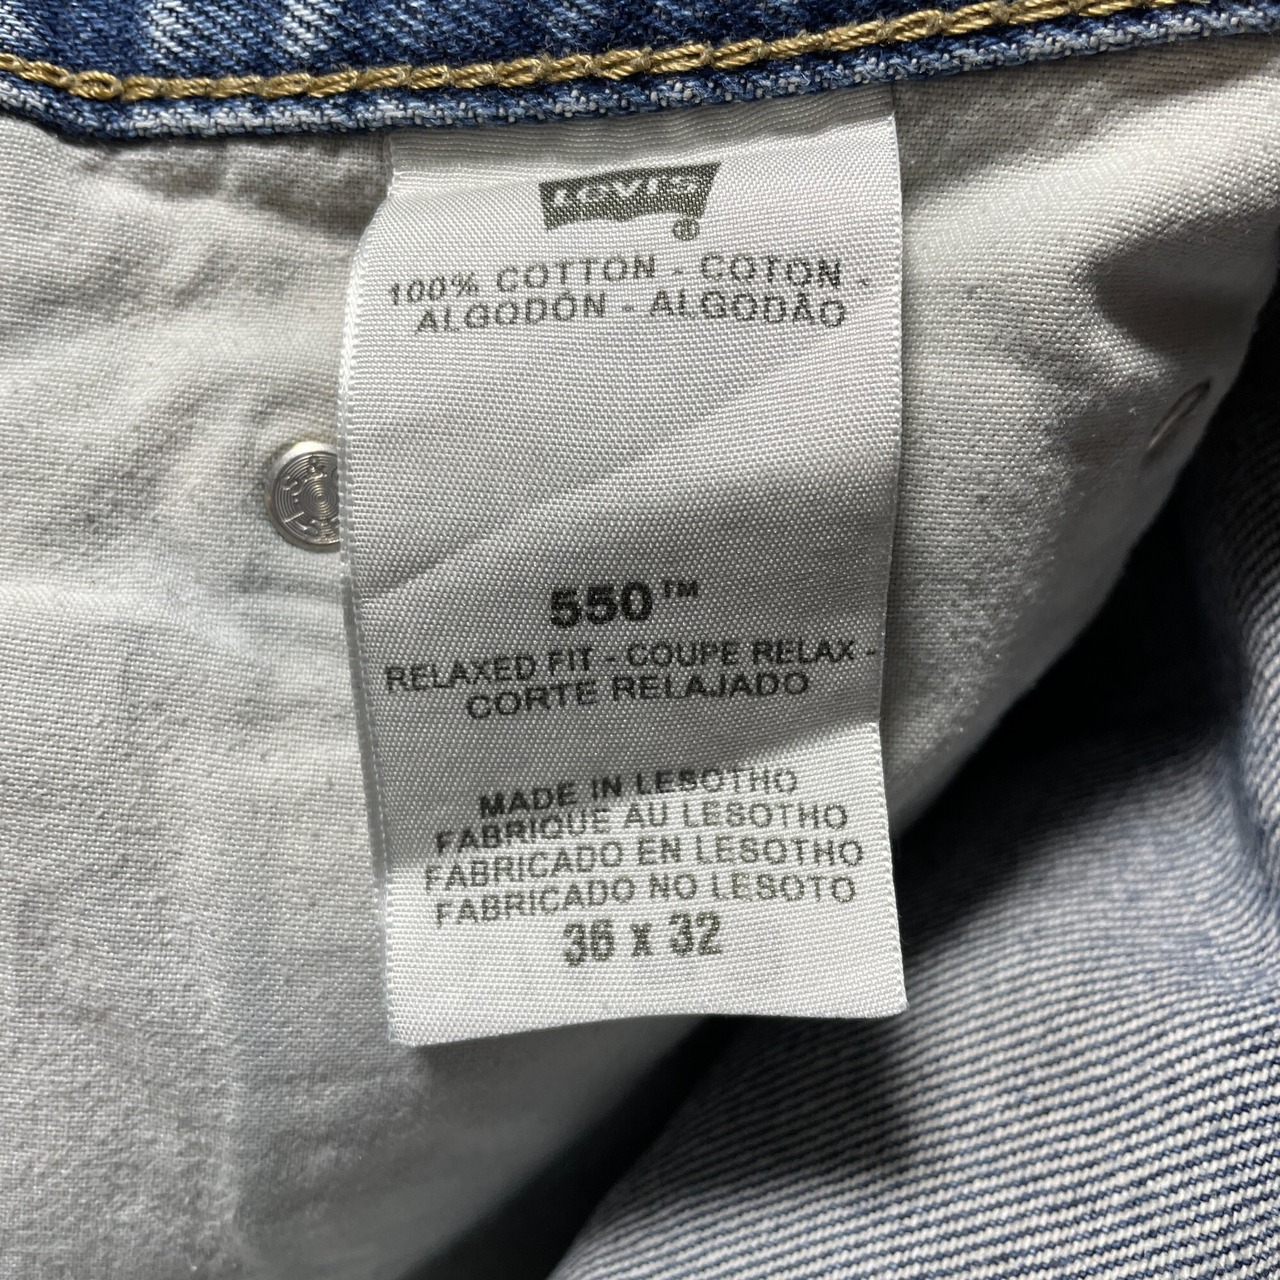 Levi's
®
100% COTTON - COTON -
ALGODÓN - ALGODÃO
550™
RELAXED FIT - COUPE RELAX -
CORTE RELAJADO
MADE IN LESOTHO
FABRIQUE AU LESOTHO
FABRICADO EN LESOTHO
FABRICADO NO LESOTO
36 x 32